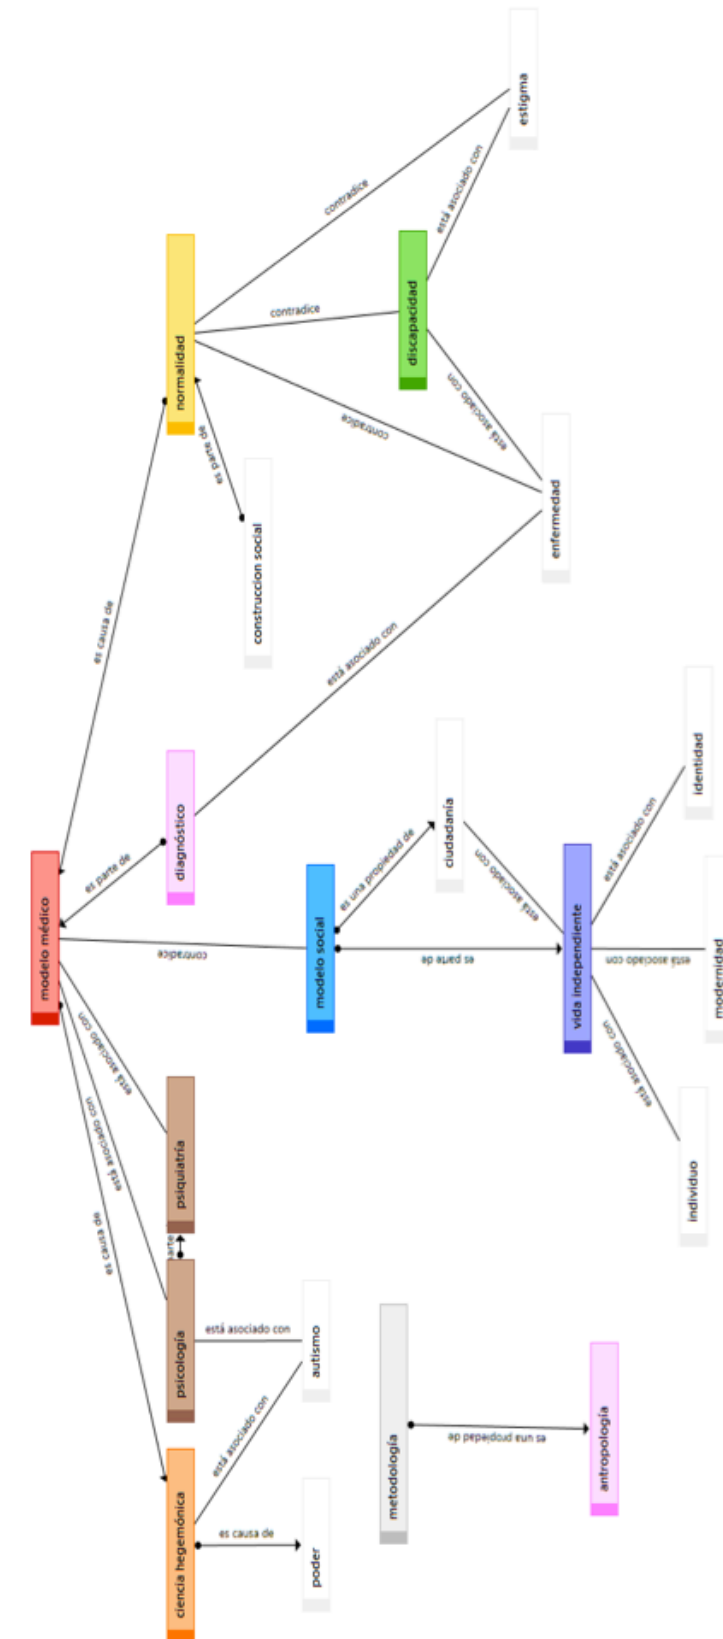 modelo médico
es causa de
está asociado con
está asociado con
contradice
es parte de
es causa de
ciencia hegemónica
psicología
parte
psiquiatría
diagnóstico
normalidad
es causa de
está asociado con
está asociado con
es parte de
construccion social
contradice
contradice
contradice
poder
autismo
modelo social
está asociado con
es una propiedad de
es parte de
metodología
es una propiedad de
ciudadanía
está asociado con
discapacidad
está asociado con
está asociado con
estigma
enfermedad
antropología
vida independiente
está asociado con
está asociado con
está asociado con
individuo
modernidad
identidad